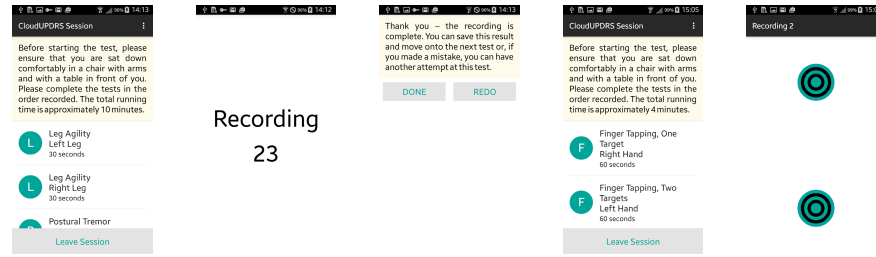 90% 14:13
CloudUPDRS Session
Before starting the test, please
ensure that you are sat down
comfortably in a chair with arms
and with a table in front of you.
Please complete the tests in the
order recorded. The total running
time is approximately 10 minutes.
L
Leg Agility
Left Leg
30 seconds
L
Leg Agility
Right Leg
30 seconds
Postural Tremor
Leave Session
90% 14:12
Recording
23
90% 14:13
Thank you – the recording is
complete. You can save this result
and move onto the next test or, if
you made a mistake, you can have
another attempt at this test.
DONE REDO
90% 15:05
CloudUPDRS Session
Before starting the test, please
ensure that you are sat down
comfortably in a chair with arms
and with a table in front of you.
Please complete the tests in the
order recorded. The total running
time is approximately 4 minutes.
F
Finger Tapping, One
Target
Right Hand
60 seconds
F
Finger Tapping, Two
Targets
Left Hand
60 seconds
Leave Session
90%
Recording 2